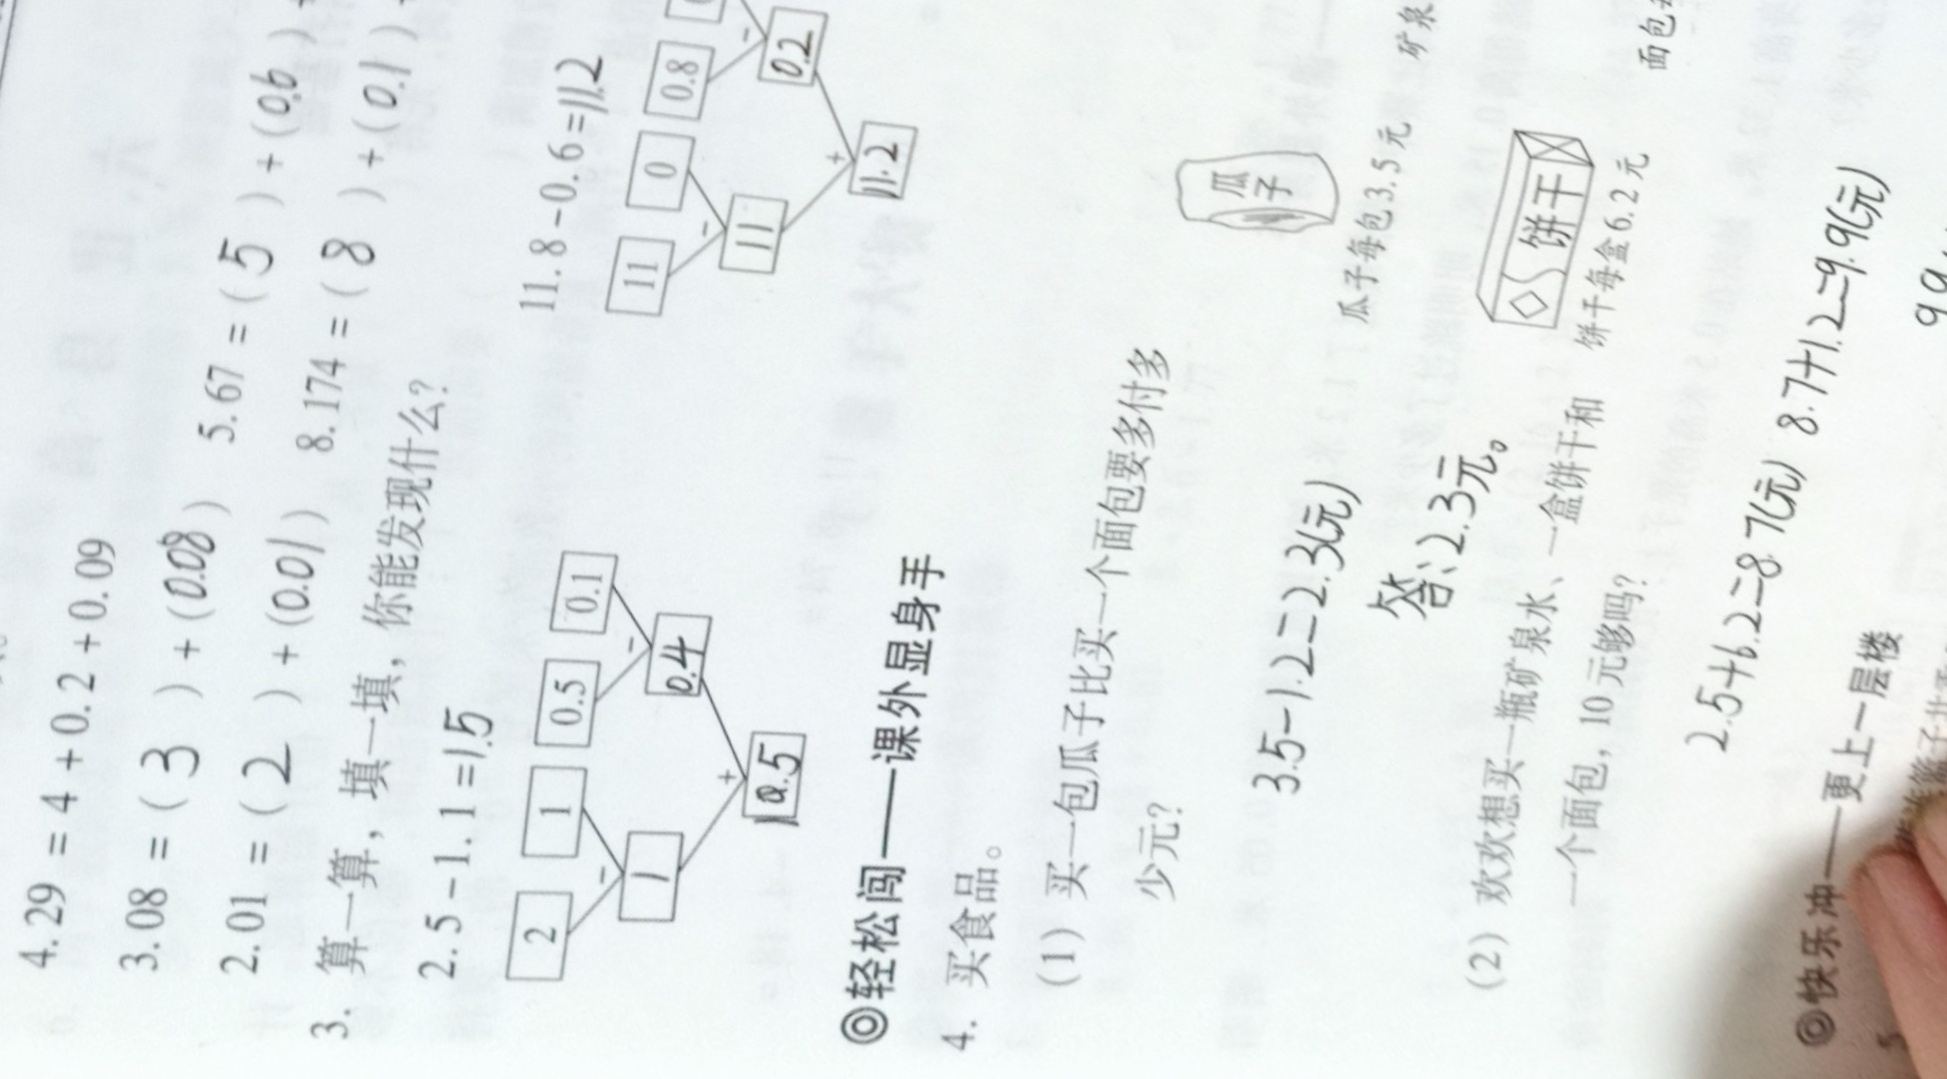 4.29 = 4 + 0.2 + 0.09
3.08 = ( 3 ) + (0.08) 5.67 = ( 5 ) + (0.6)
2.01 = ( 2 ) + (0.01) 8.174 = ( 8 ) + (0.1)
3. 算一算，填一填，你能发现什么？
2.5 - 1.1 = 1.5 11.8 - 0.6 = 11.2
2 1 0.5 0.1 11 0 0.8
- - - -
1 0.4 11 0.2
+ +
1 0.5 11.2
◎轻松闯——课外显身手
4. 买食品。
(1) 买一包瓜子比买一个面包要多付多
少元？
瓜子
瓜子每包3.5元 矿泉
3.5-1.2=2.3(元)
答:2.3元。
饼干
饼干每盒6.2元 面包
(2) 欢欢想买一瓶矿泉水、一盒饼干和
一个面包，10元够吗？
2.5+6.2=8.7(元) 8.7+1.2=9.9(元)
9.9
◎快乐冲——更上一层楼
5